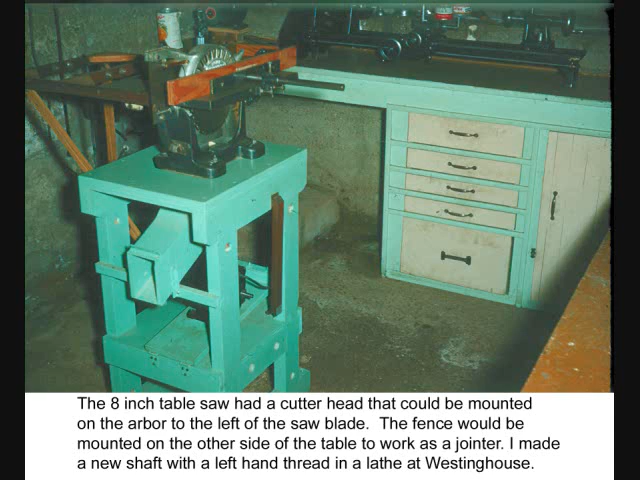 The 8 inch table saw had a cutter head that could be mounted
on the arbor to the left of the saw blade.  The fence would be
mounted on the other side of the table to work as a jointer. I made
a new shaft with a left hand thread in a lathe at Westinghouse.